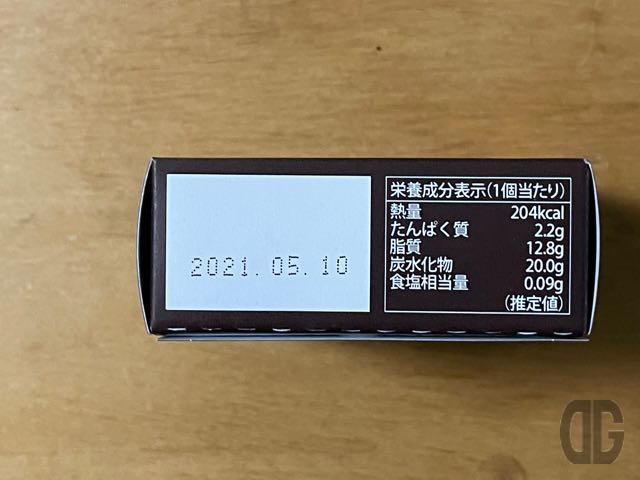 2021.05.10
栄養成分表示(1個当たり)
熱量 204kcal
たんぱく質 2.2g
脂質 12.8g
炭水化物 20.0g
食塩相当量 0.09g
(推定値)
DG